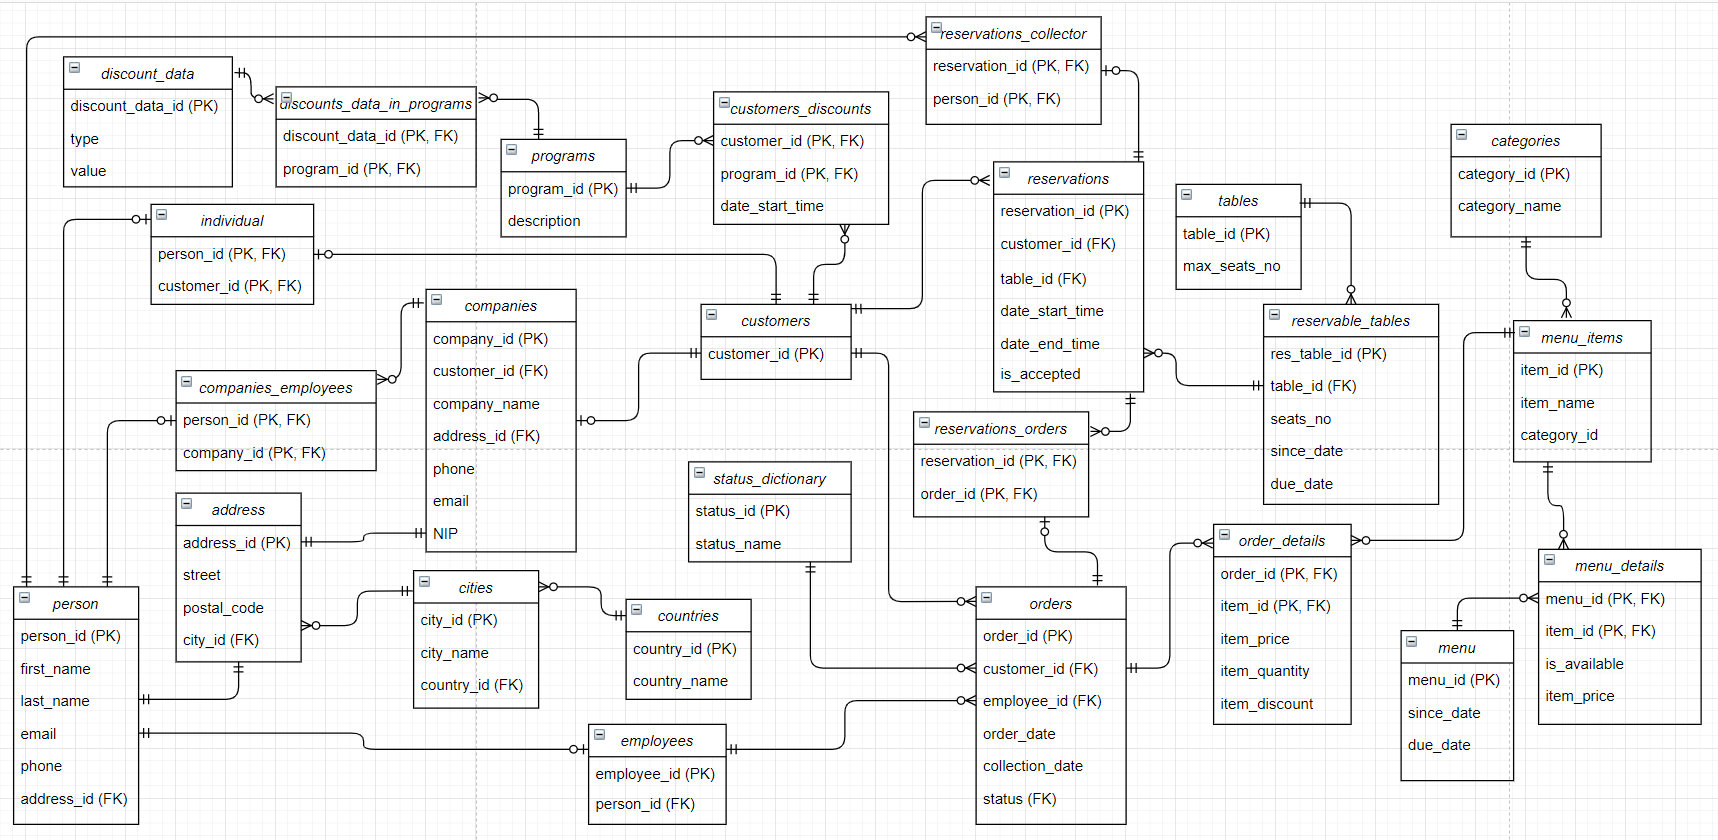 reservations_collector
reservation_id (PK, FK)
person_id (PK, FK)
discount_data
discount_data_id (PK)
type
value
discounts_data_in_programs
discount_data_id (PK, FK)
program_id (PK, FK)
programs
program_id (PK)
description
customers_discounts
customer_id (PK, FK)
program_id (PK, FK)
date_start_time
reservations
reservation_id (PK)
customer_id (FK)
table_id (FK)
date_start_time
date_end_time
is_accepted
tables
table_id (PK)
max_seats_no
categories
category_id (PK)
category_name
individual
person_id (PK, FK)
customer_id (PK, FK)
companies
company_id (PK)
customer_id (FK)
company_name
address_id (FK)
phone
email
NIP
customers
customer_id (PK)
reservable_tables
res_table_id (PK)
table_id (FK)
seats_no
since_date
due_date
menu_items
item_id (PK)
item_name
category_id
companies_employees
person_id (PK, FK)
company_id (PK, FK)
reservations_orders
reservation_id (PK, FK)
order_id (PK, FK)
status_dictionary
status_id (PK)
status_name
address
address_id (PK)
street
postal_code
city_id (FK)
cities
city_id (PK)
city_name
country_id (FK)
countries
country_id (PK)
country_name
order_details
order_id (PK, FK)
item_id (PK, FK)
item_price
item_quantity
item_discount
menu_details
menu_id (PK, FK)
item_id (PK, FK)
is_available
item_price
menu
menu_id (PK)
since_date
due_date
person
person_id (PK)
first_name
last_name
email
phone
address_id (FK)
employees
employee_id (PK)
person_id (FK)
orders
order_id (PK)
customer_id (FK)
employee_id (FK)
order_date
collection_date
status (FK)